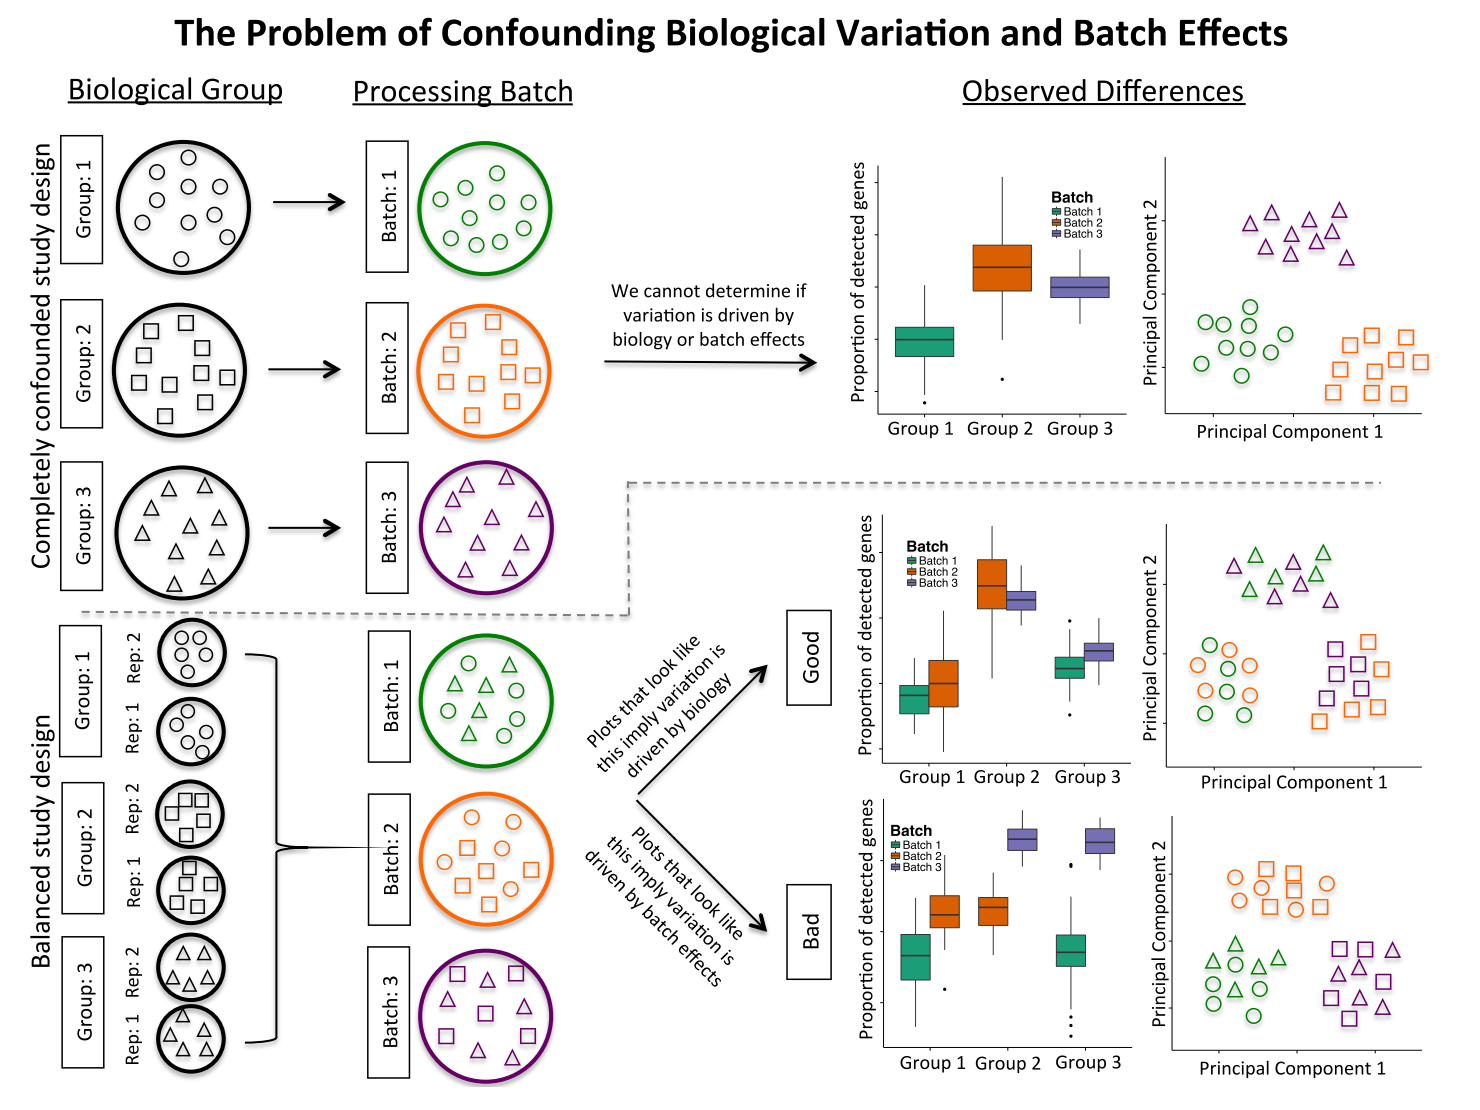 The Problem of Confounding Biological Variation and Batch Effects
Biological Group
Processing Batch
Observed Differences
Completely confounded study design
Group: 1
Group: 2
Group: 3
Batch: 1
Batch: 2
Batch: 3
We cannot determine if
variation is driven by
biology or batch effects
Proportion of detected genes
Batch
Batch 1
Batch 2
Batch 3
Group 1
Group 2
Group 3
Principal Component 2
Principal Component 1
Balanced study design
Group: 1
Rep: 2
Rep: 1
Group: 2
Rep: 2
Rep: 1
Group: 3
Rep: 2
Rep: 1
Batch: 1
Batch: 2
Batch: 3
Plots that look like
this imply variation is
driven by biology
Good
Plots that look like
this imply variation is
driven by batch effects
Bad
Proportion of detected genes
Batch
Batch 1
Batch 2
Batch 3
Group 1
Group 2
Group 3
Principal Component 2
Principal Component 1
Proportion of detected genes
Batch
Batch 1
Batch 2
Batch 3
Group 1
Group 2
Group 3
Principal Component 2
Principal Component 1